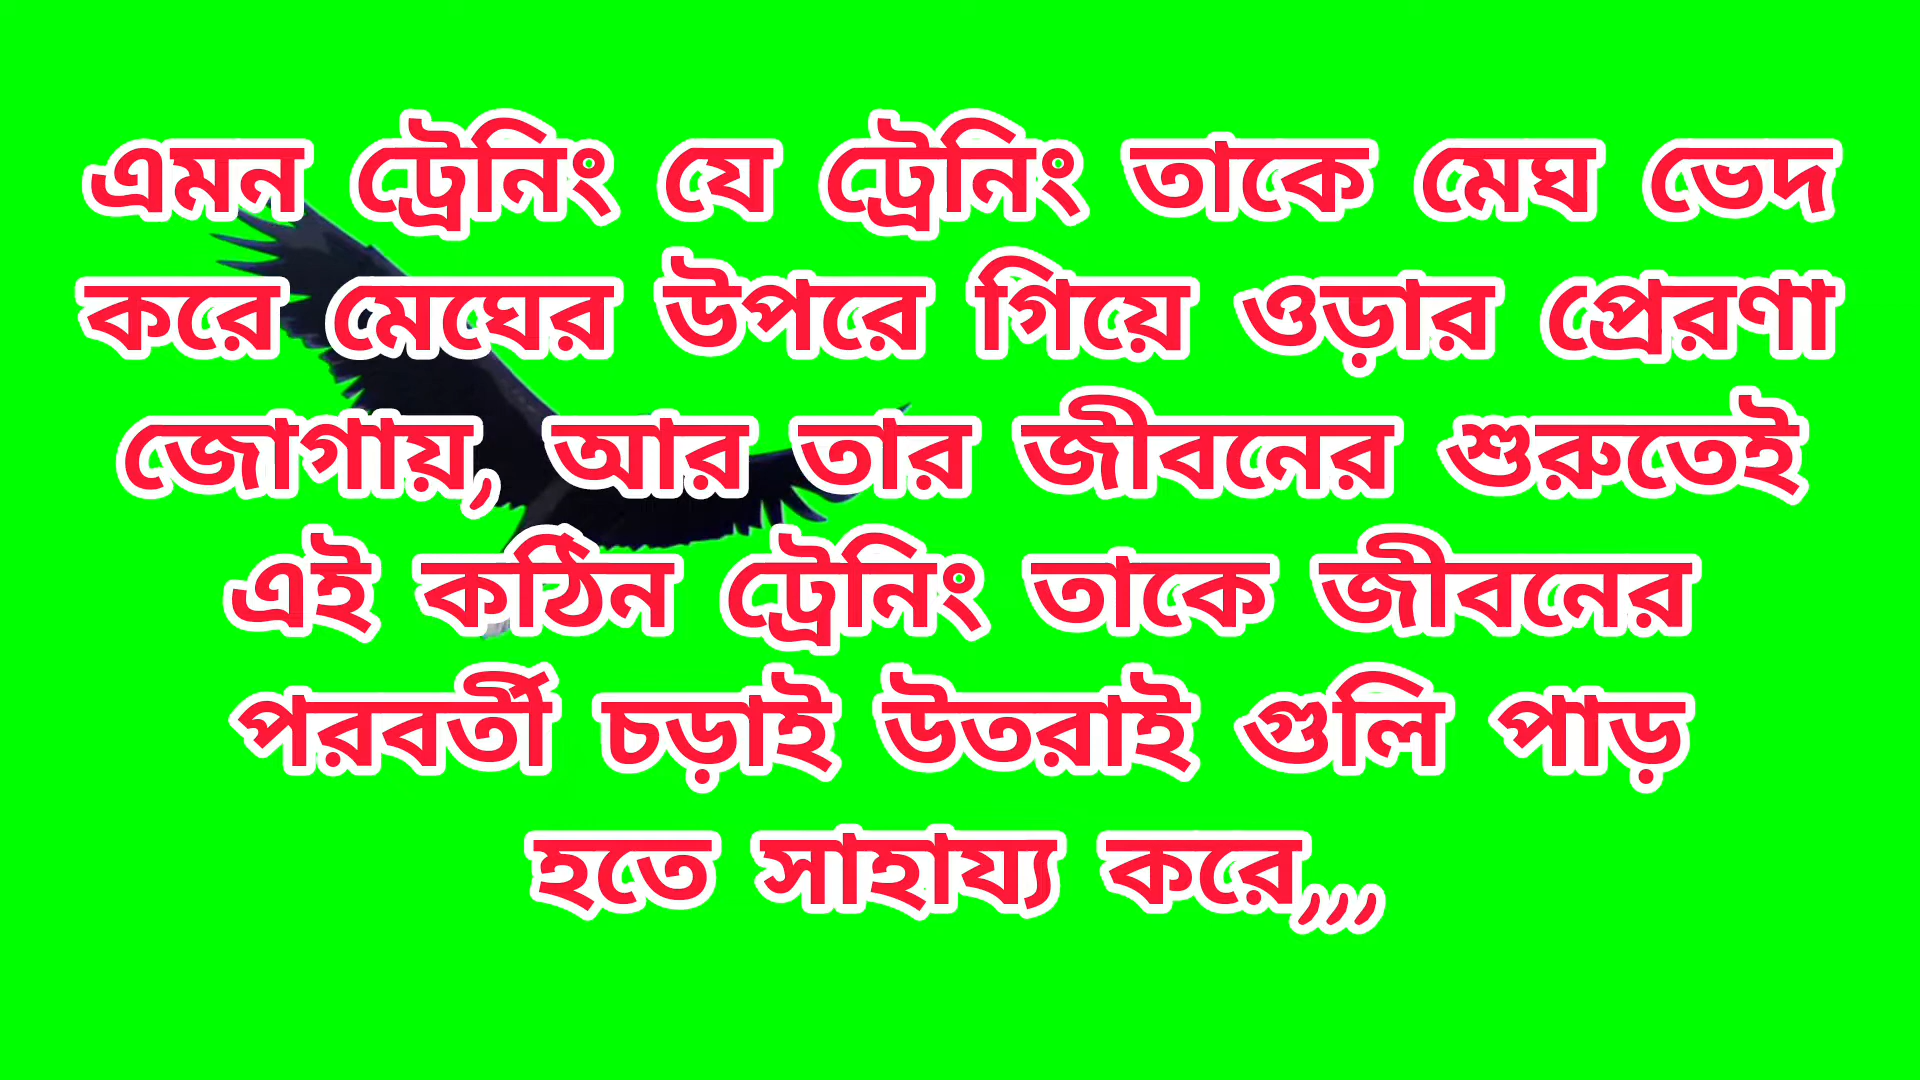 এমন ট্রেনিং যে ট্রেনিং তাকে মেঘ ভেদ
করে মেঘের উপরে গিয়ে ওড়ার প্রেরণা
জোগায়, আর তার জীবনের শুরুতেই
এই কঠিন ট্রেনিং তাকে জীবনের
পরবর্তী চড়াই উতরাই গুলি পাড়
হতে সাহায্য করে,,,